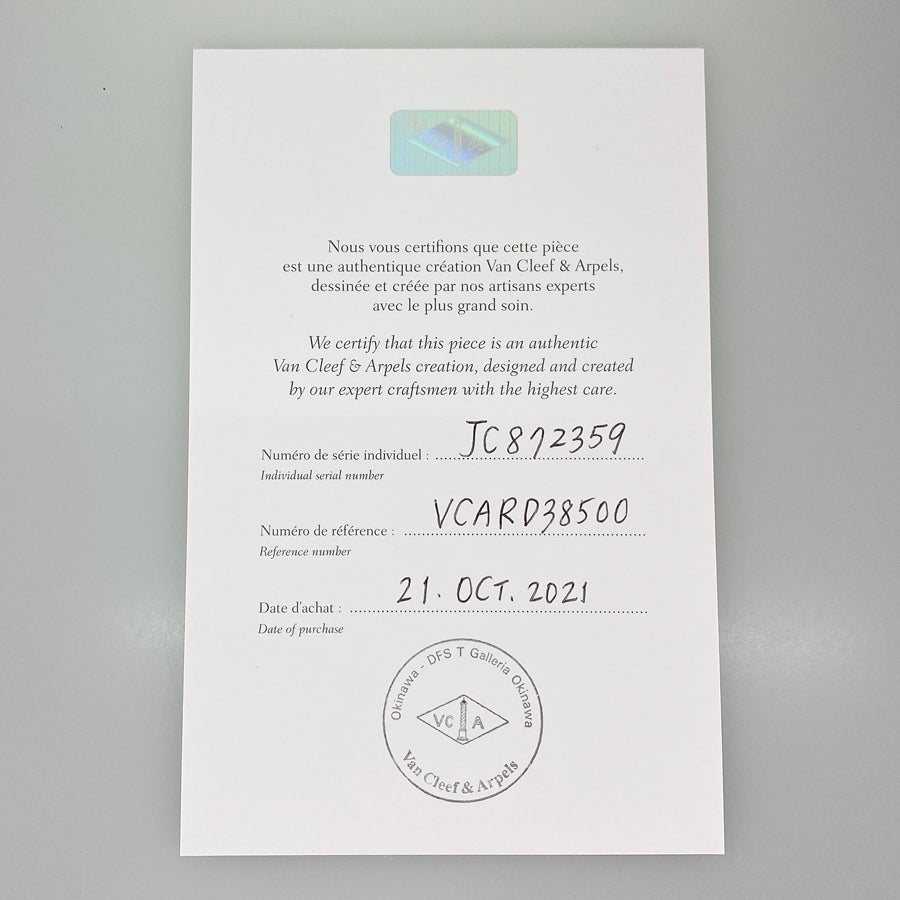 Nous vous certifions que cette pièce
est une authentique création Van Cleef & Arpels,
dessinée et créée par nos artisans experts
avec le plus grand soin.
We certify that this piece is an authentic
Van Cleef & Arpels creation, designed and created
by our expert craftsmen with the highest care.
Numéro de série individuel : JC872359
Individual serial number
Numéro de référence : VCARD38500
Reference number
Date d'achat : 21. OCT. 2021
Date of purchase
Okinawa - DFS T Galleria Okinawa
VC A
Van Cleef & Arpels